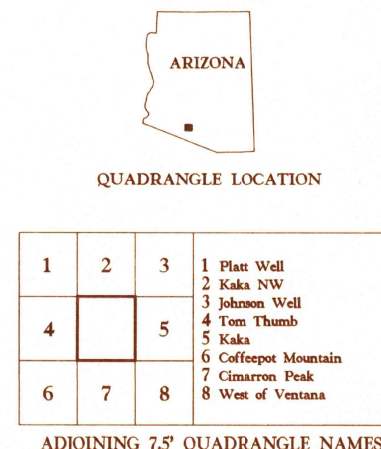 ARIZONA
QUADRANGLE LOCATION
1 2 3
4 5
6 7 8
1 Platt Well
2 Kaka NW
3 Johnson Well
4 Tom Thumb
5 Kaka
6 Coffeepot Mountain
7 Cimarron Peak
8 West of Ventana
ADJOINING 7.5' QUADRANGLE NAMES